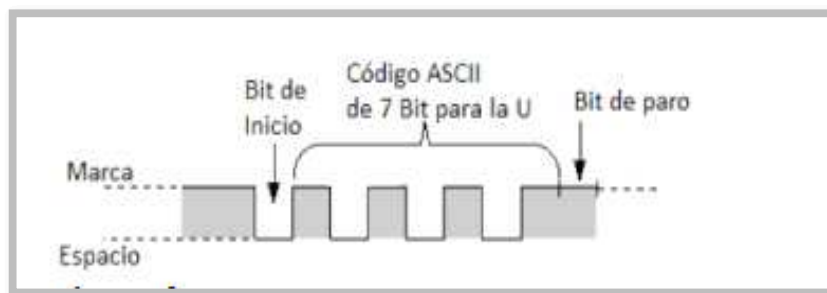 Código ASCII
de 7 Bit para la U
Bit de
Inicio
Bit de paro
Marca
Espacio